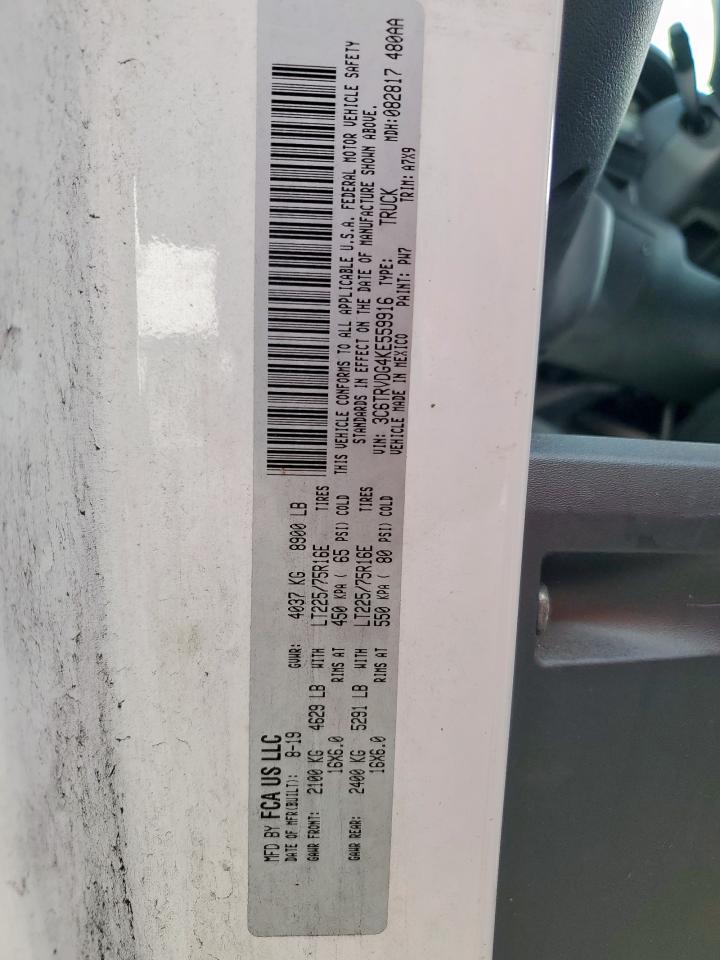 MFD BY FCA US LLC
DATE OF MFR(BUILT): 8-19 GVWR: 4037 KG 8900 LB
GAWR FRONT: 2100 KG 4629 LB WITH LT225/75R16E TIRES
16X6.0 RIMS AT 450 KPA ( 65 PSI) COLD
GAWR REAR: 2400 KG 5291 LB WITH LT225/75R16E TIRES
16X6.0 RIMS AT 550 KPA ( 80 PSI) COLD
THIS VEHICLE CONFORMS TO ALL APPLICABLE U.S.A. FEDERAL MOTOR VEHICLE SAFETY
STANDARDS IN EFFECT ON THE DATE OF MANUFACTURE SHOWN ABOVE.
VIN: 3C6TRVDG4KE559916 TYPE: TRUCK MDH:082817 480AA
VEHICLE MADE IN MEXICO PAINT: PW7 TRIM: A7X9